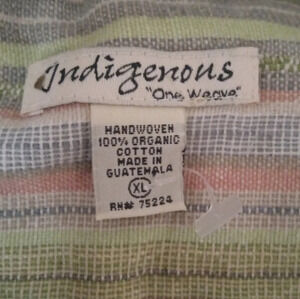 Indigenous
"One Weave"
HANDWOVEN
100% ORGANIC
COTTON
MADE IN
GUATEMALA
XL
RN# 75224